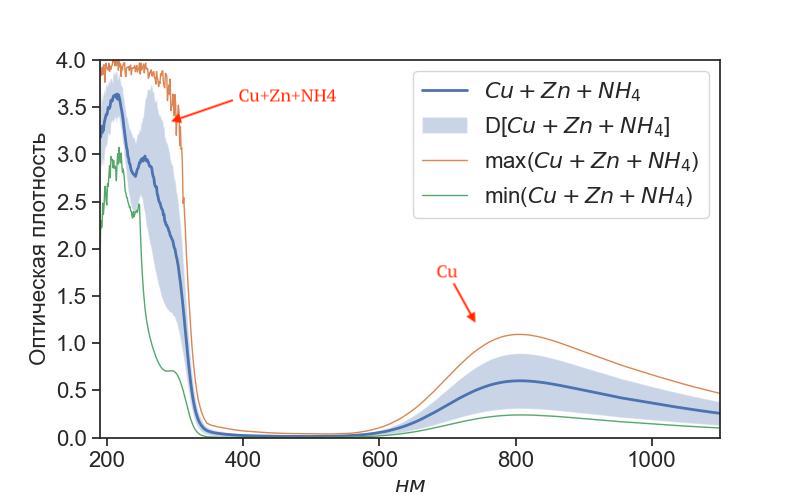 4.0
3.5
3.0
2.5
2.0
1.5
1.0
0.5
0.0
Оптическая плотность
200 400 600 800 1000
нм
Cu+Zn+NH4
Cu
Cu + Zn + NH₄
D[Cu + Zn + NH₄]
max(Cu + Zn + NH₄)
min(Cu + Zn + NH₄)